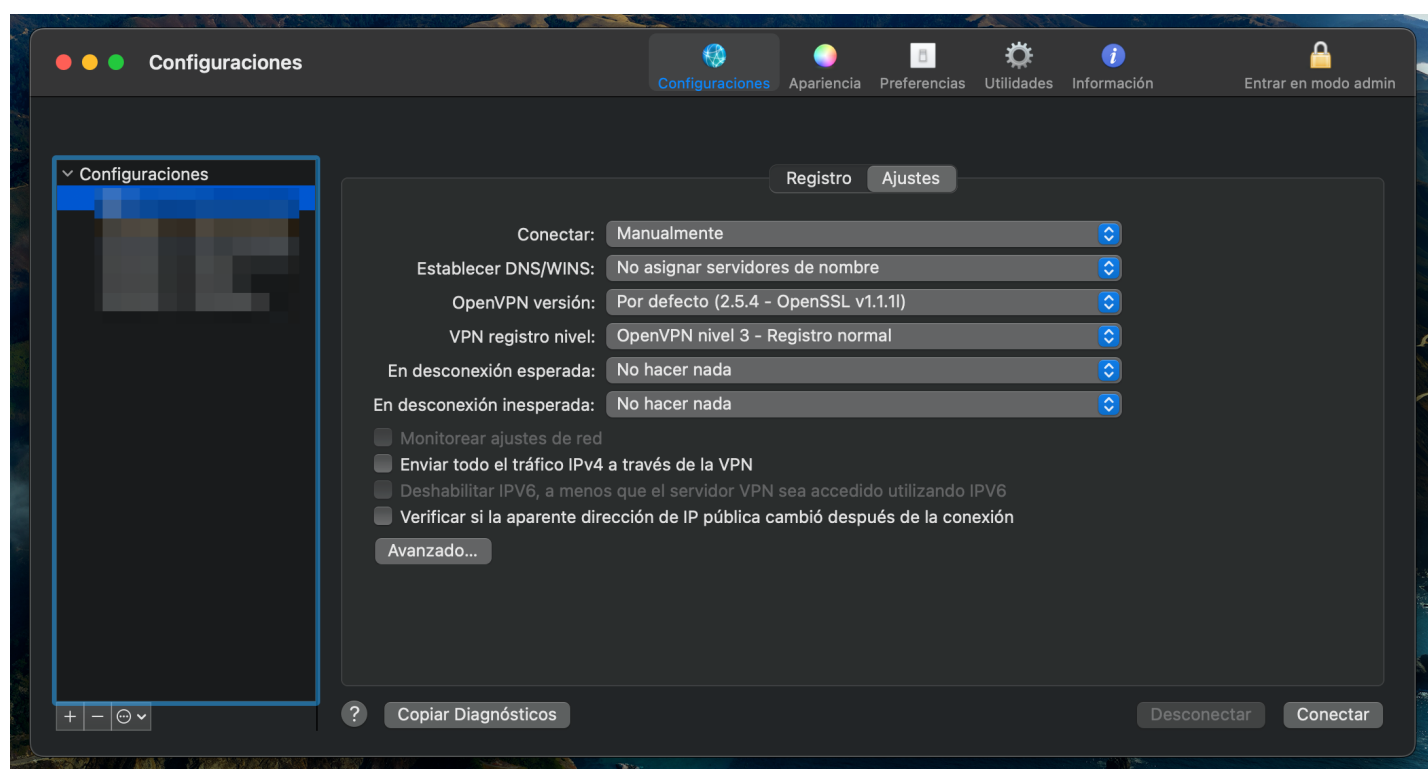 Configuraciones
Configuraciones Apariencia Preferencias Utilidades Información Entrar en modo admin
Configuraciones
Registro Ajustes
Conectar: Manualmente
Establecer DNS/WINS: No asignar servidores de nombre
OpenVPN versión: Por defecto (2.5.4 - OpenSSL v1.1.1l)
VPN registro nivel: OpenVPN nivel 3 - Registro normal
En desconexión esperada: No hacer nada
En desconexión inesperada: No hacer nada
Monitorear ajustes de red
Enviar todo el tráfico IPv4 a través de la VPN
Deshabilitar IPV6, a menos que el servidor VPN sea accedido utilizando IPV6
Verificar si la aparente dirección de IP pública cambió después de la conexión
Avanzado...
? Copiar Diagnósticos Desconectar Conectar